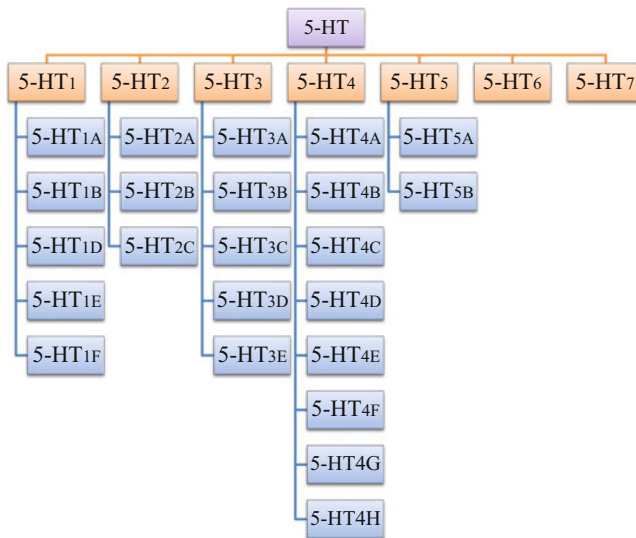 5-HT
5-HT1 5-HT2 5-HT3 5-HT4 5-HT5 5-HT6 5-HT7
5-HT1A 5-HT2A 5-HT3A 5-HT4A 5-HT5A
5-HT1B 5-HT2B 5-HT3B 5-HT4B 5-HT5B
5-HT1D 5-HT2C 5-HT3C 5-HT4C
5-HT1E 5-HT3D 5-HT4D
5-HT1F 5-HT3E 5-HT4E
5-HT4F
5-HT4G
5-HT4H